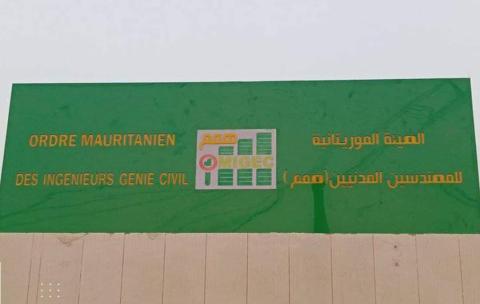 ORDRE MAURITANIEN
DES INGENIEURS GENIE CIVIL
همم
OMIGEC
الهيئة الموريتانية
للمهندسين المدنيين (همم)